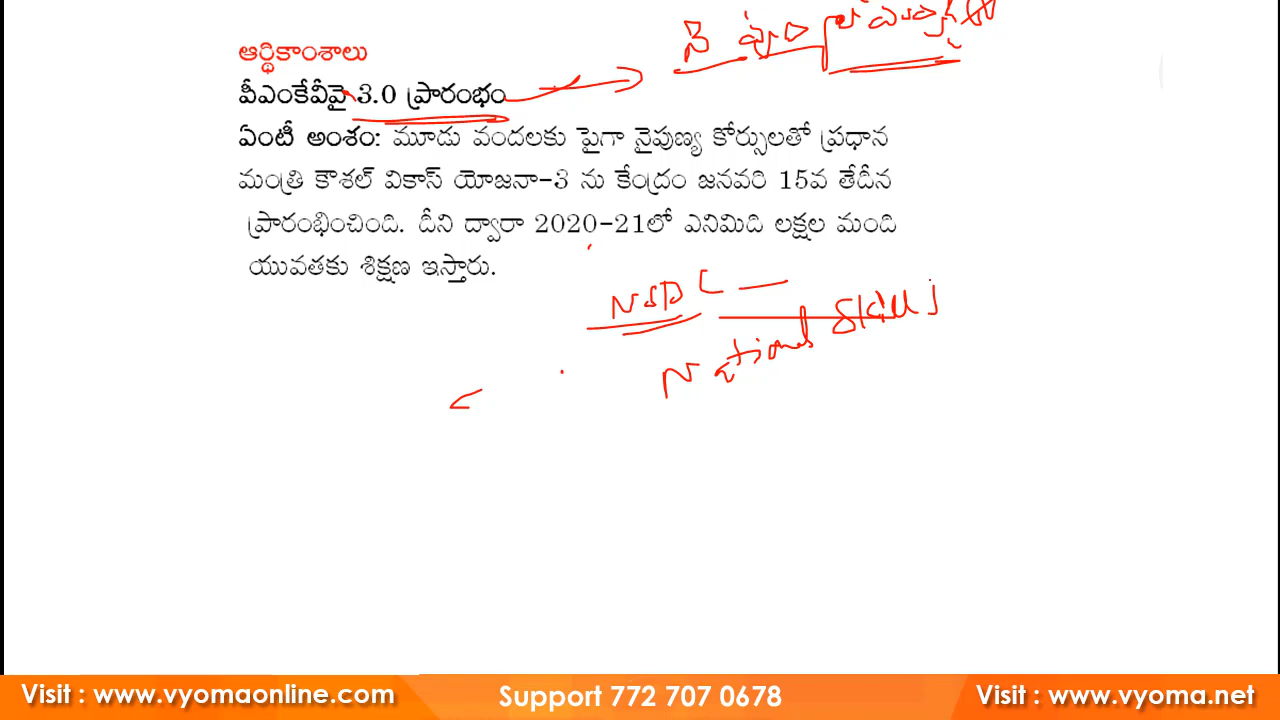 ఆర్థికాంశాలు
పీఎంకేవీవై 3.0 ప్రారంభం
ఏంటీ అంశం: మూడు వందలకు పైగా నైపుణ్య కోర్సులతో ప్రధాన
మంత్రి కౌశల్ వికాస్ యోజనా-3 ను కేంద్రం జనవరి 15వ తేదీన
ప్రారంభించింది. దీని ద్వారా 2020-21లో ఎనిమిది లక్షల మంది
యువతకు శిక్షణ ఇస్తారు.
NSDC —
National Skill
Visit : www.vyomaonline.com
Support 772 707 0678
Visit : www.vyoma.net